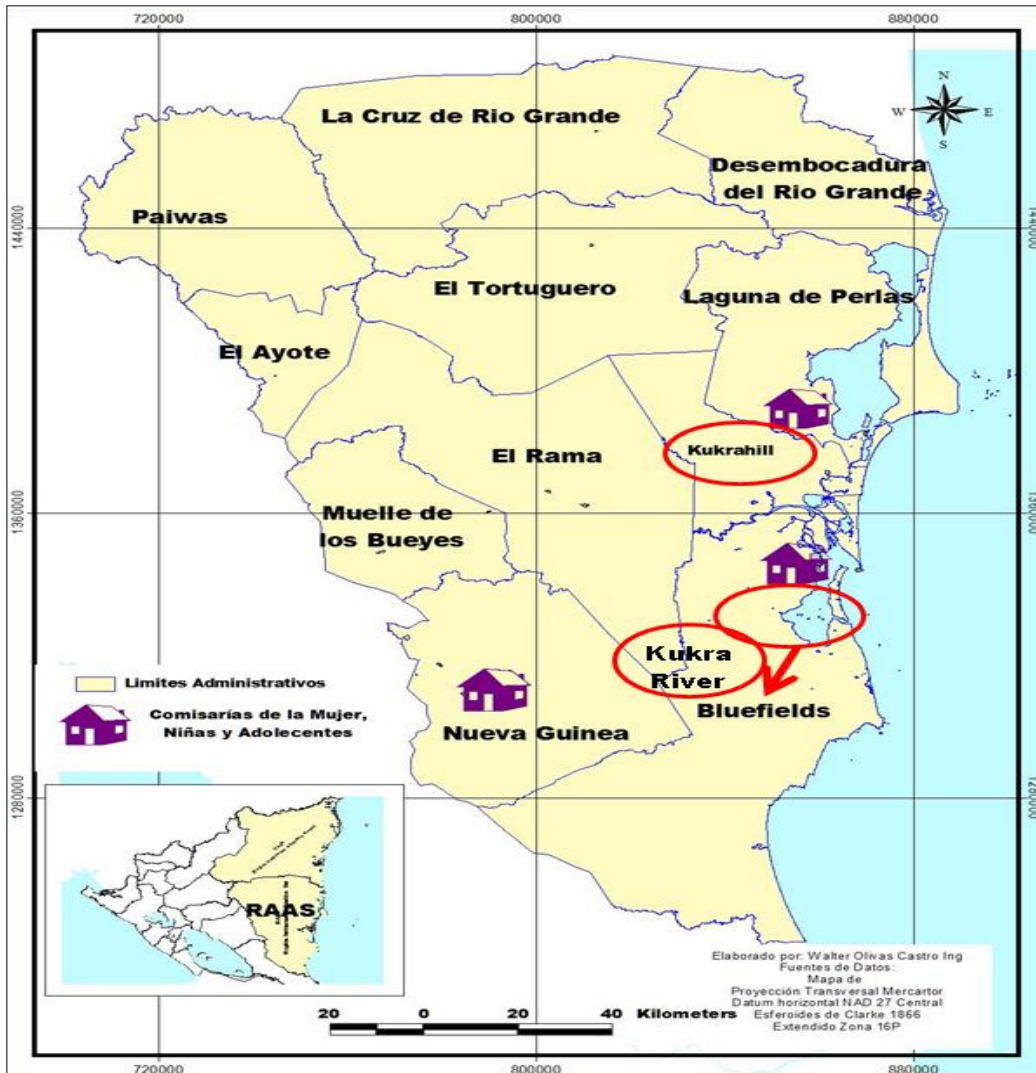 720000
800000
880000
N
W
E
S
La Cruz de Rio Grande
Desembocadura
del Rio Grande
Paiwas
1440000
1440000
El Tortuguero
Laguna de Perlas
El Ayote
Kukrahill
El Rama
1360000
1360000
Muelle de
los Bueyes
Kukra
River
Limites Administrativos
Bluefields
Comisarías de la Mujer,
Niñas y Adolecentes
Nueva Guinea
1280000
1280000
RAAS
Elaborado por: Walter Olivas Castro Ing
Fuentes de Datos:
Mapa de
Proyección Transversal Mercartor
Datum horizontal NAD 27 Central
Esferoides de Clarke 1866
Extendido Zona 16P
20 0 20 40 Kilometers
720000
800000
880000